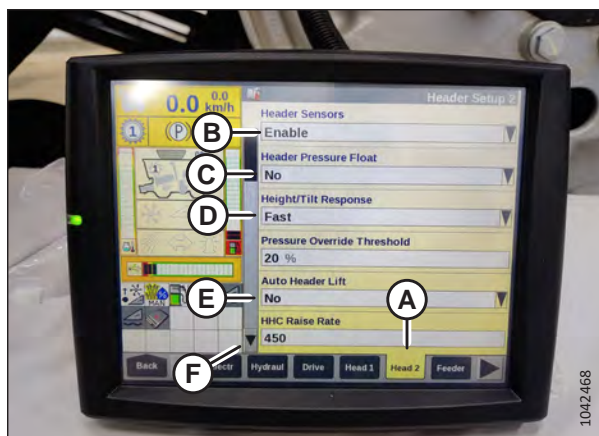 0.0 0.0
km/h
Header Setup 2
1
P
Header Sensors
B
Enable
Header Pressure Float
C
No
1
Height/Tilt Response
D
Fast
Pressure Override Threshold
20 %
Auto Header Lift
E
No
A
MAN
HHC Raise Rate
450
F
Back
ectr
Hydraul
Drive
Head 1
Head 2
Feeder
1042468